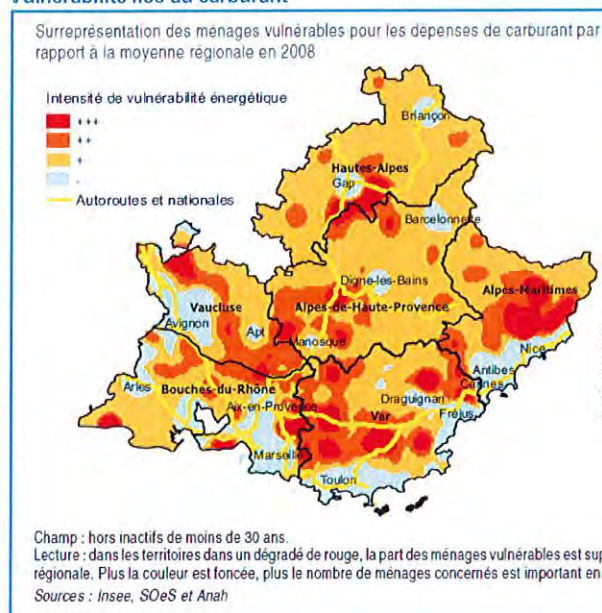 Vulnérabilité liée au carburant
Surreprésentation des ménages vulnérables pour les dépenses de carburant par
rapport à la moyenne régionale en 2008
Intensité de vulnérabilité énergétique
+++
++
+
-
Autoroutes et nationales
Briançon
Hautes-Alpes
Gap
Barcelonnette
Digne-les-Bains
Alpes-Maritimes
Vaucluse
Alpes-de-Haute-Provence
Avignon
Apt
Manosque
Nice
Antibes
Arles
Bouches-du-Rhône
Cannes
Draguignan
Aix-en-Provence
Var
Fréjus
Marseille
Toulon
Champ : hors inactifs de moins de 30 ans.
Lecture : dans les territoires dans un dégradé de rouge, la part des ménages vulnérables est sup
régionale. Plus la couleur est foncée, plus le nombre de ménages concernés est important en
Sources : Insee, SOeS et Anah